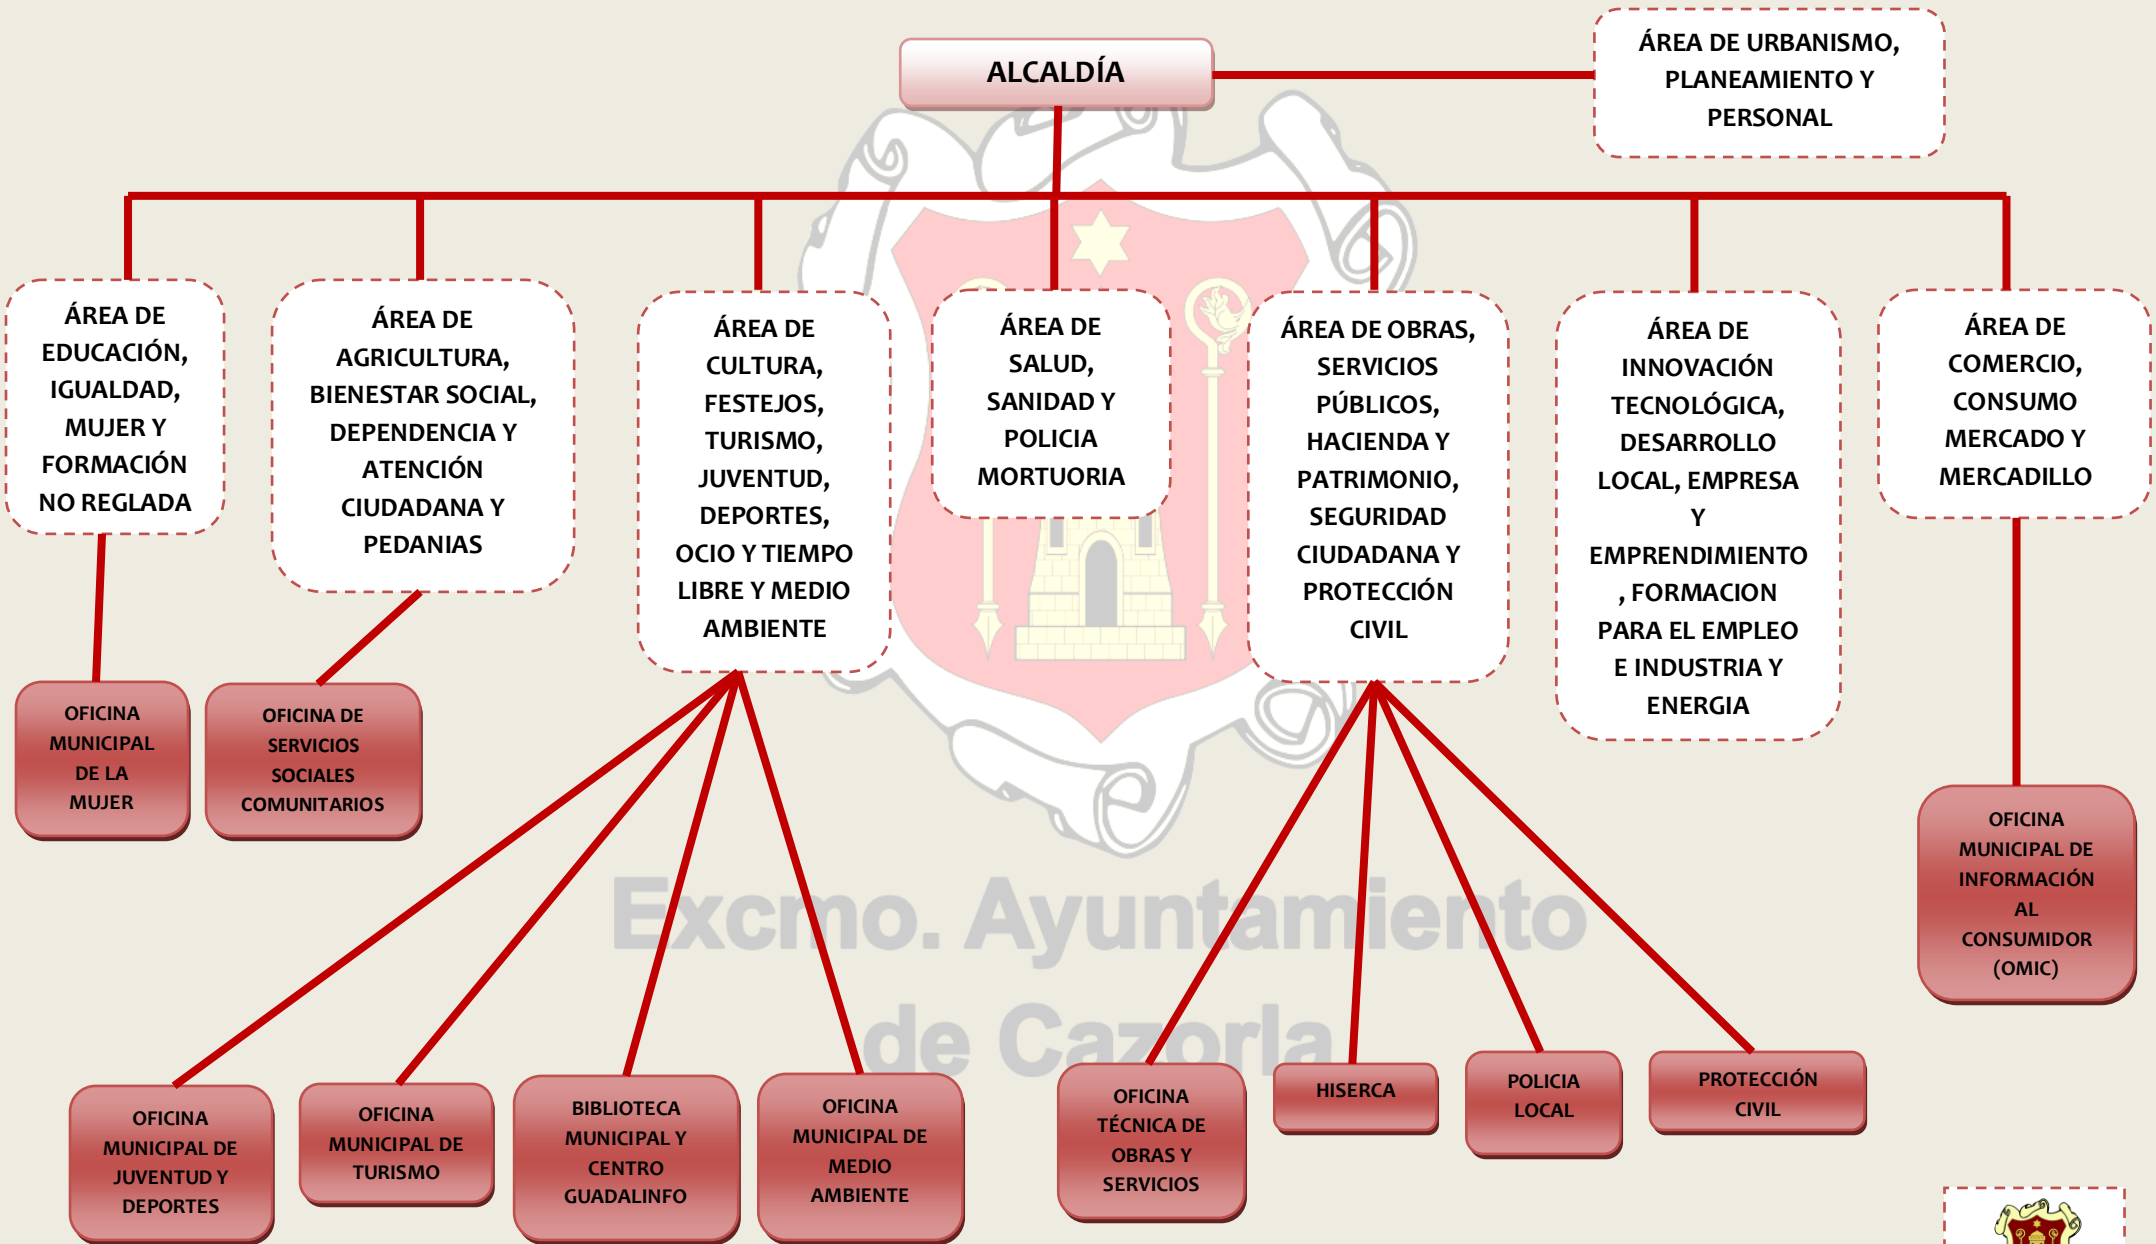 ALCALDÍA
ÁREA DE URBANISMO,
PLANEAMIENTO Y
PERSONAL
ÁREA DE
EDUCACIÓN,
IGUALDAD,
MUJER Y
FORMACIÓN
NO REGLADA
ÁREA DE
AGRICULTURA,
BIENESTAR SOCIAL,
DEPENDENCIA Y
ATENCIÓN
CIUDADANA Y
PEDANIAS
ÁREA DE
CULTURA,
FESTEJOS,
TURISMO,
JUVENTUD,
DEPORTES,
OCIO Y TIEMPO
LIBRE Y MEDIO
AMBIENTE
ÁREA DE
SALUD,
SANIDAD Y
POLICIA
MORTUORIA
ÁREA DE OBRAS,
SERVICIOS
PÚBLICOS,
HACIENDA Y
PATRIMONIO,
SEGURIDAD
CIUDADANA Y
PROTECCIÓN
CIVIL
ÁREA DE
INNOVACIÓN
TECNOLÓGICA,
DESARROLLO
LOCAL, EMPRESA
Y
EMPRENDIMIENTO
, FORMACION
PARA EL EMPLEO
E INDUSTRIA Y
ENERGIA
ÁREA DE
COMERCIO,
CONSUMO
MERCADO Y
MERCADILLO
OFICINA
MUNICIPAL
DE LA
MUJER
OFICINA DE
SERVICIOS
SOCIALES
COMUNITARIOS
OFICINA
MUNICIPAL DE
INFORMACIÓN
AL
CONSUMIDOR
(OMIC)
Excmo. Ayuntamiento
de Cazorla
OFICINA
MUNICIPAL DE
JUVENTUD Y
DEPORTES
OFICINA
MUNICIPAL DE
TURISMO
BIBLIOTECA
MUNICIPAL Y
CENTRO
GUADALINFO
OFICINA
MUNICIPAL DE
MEDIO
AMBIENTE
OFICINA
TÉCNICA DE
OBRAS Y
SERVICIOS
HISERCA
POLICIA
LOCAL
PROTECCIÓN
CIVIL